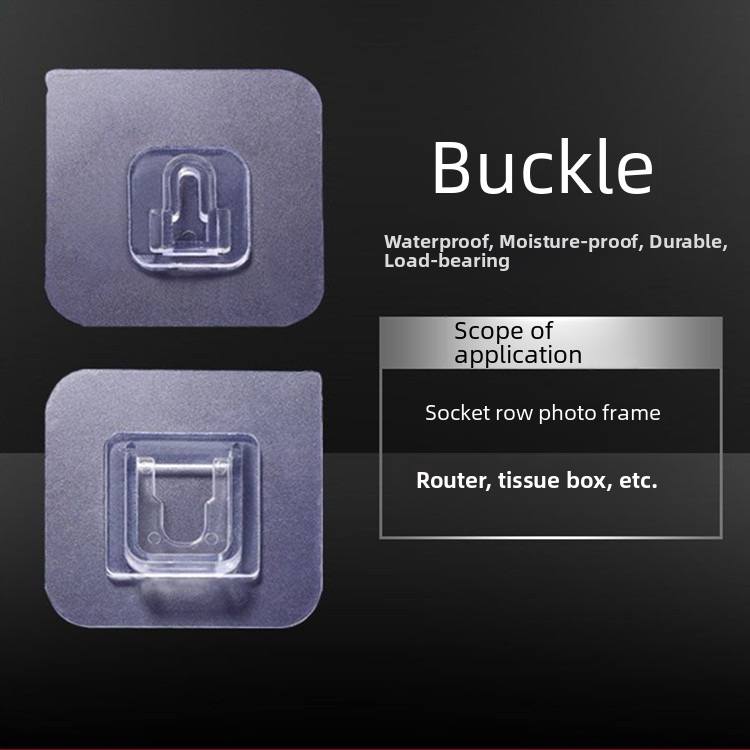 Buckle
Waterproof, Moisture-proof, Durable,
Load-bearing
Scope of
application
Socket row photo frame
Router, tissue box, etc.